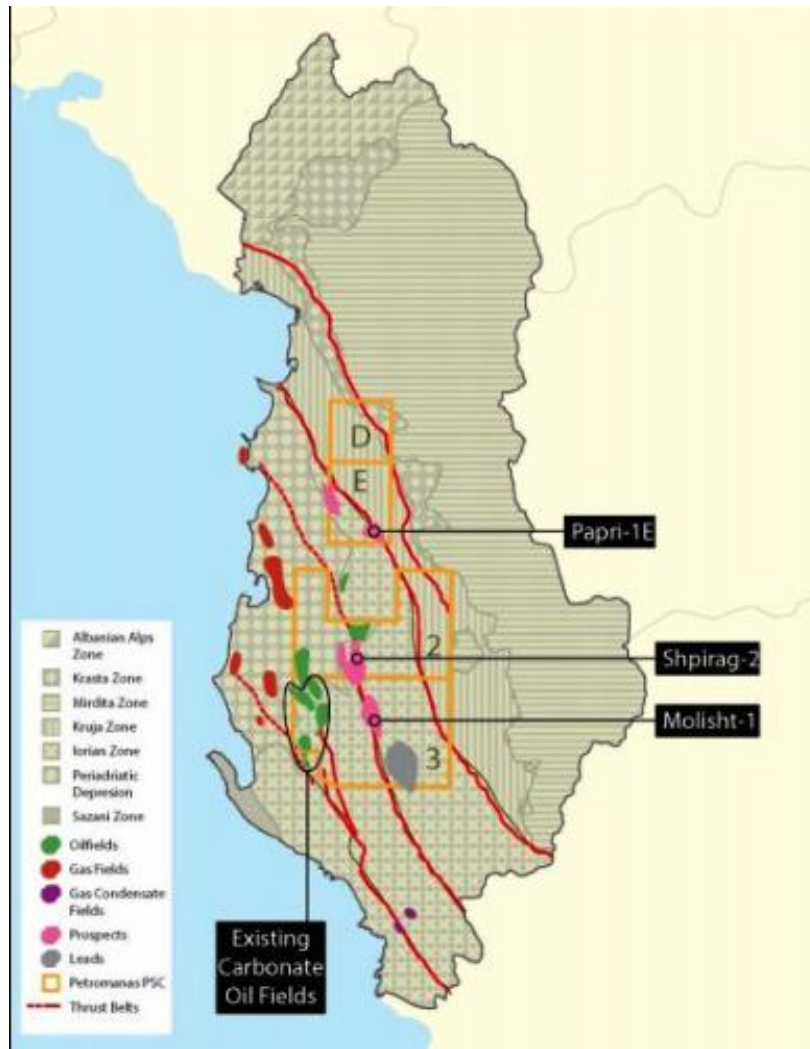 D
E
Papri-1E
2
Shpirag-2
Molisht-1
3
Albanian Alps
Zone
Krasta Zone
Mirdita Zone
Kruja Zone
Ionian Zone
Periadriatic
Depresion
Sazani Zone
Oilfields
Gas Fields
Gas Condensate
Fields
Prospects
Leads
Petromanas PSC
Thrust Belts
Existing
Carbonate
Oil Fields